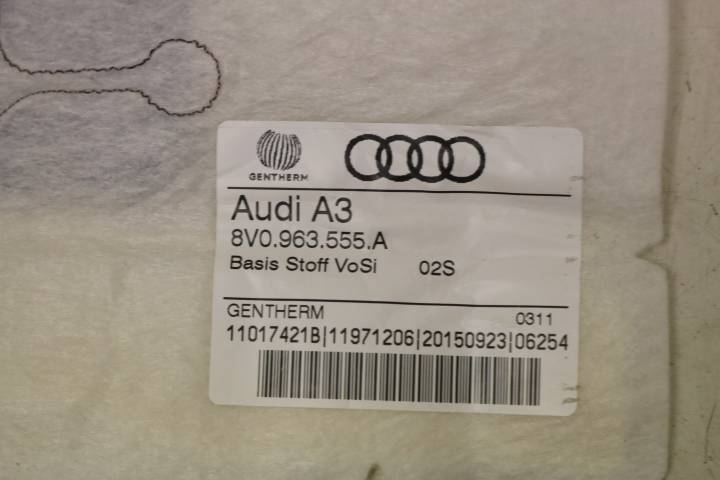 GENTHERM
Audi A3
8V0.963.555.A
Basis Stoff VoSi 02S
GENTHERM 0311
11017421B|11971206|20150923|06254